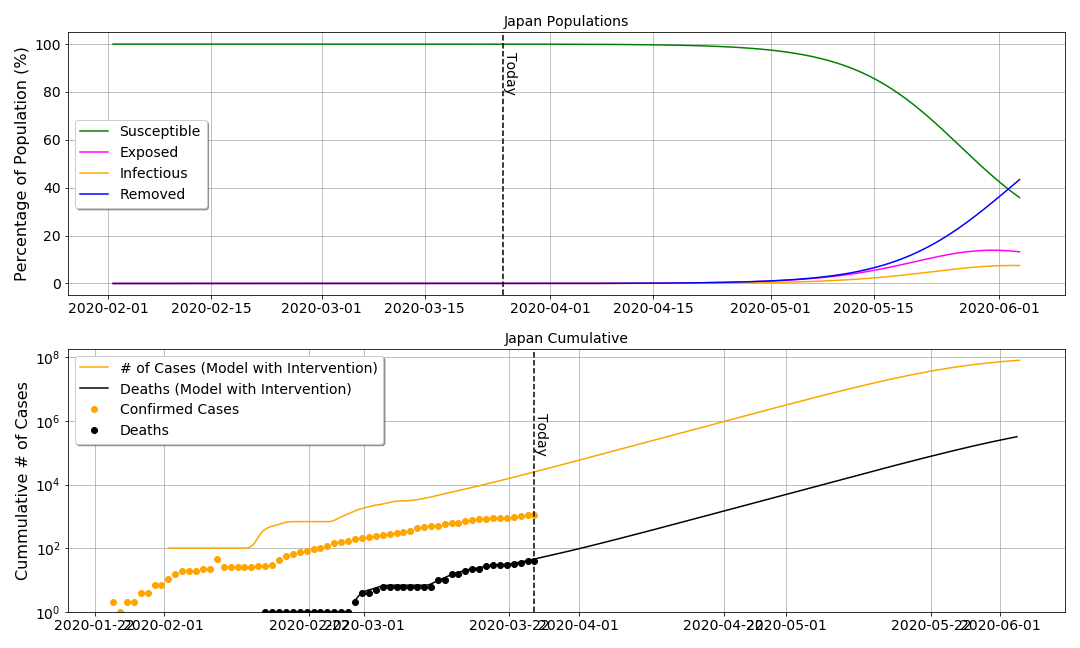 Japan Populations
Percentage of Population (%)
100
80
60
40
20
0
Today
Susceptible
Exposed
Infectious
Removed
2020-02-01 2020-02-15 2020-03-01 2020-03-15 2020-04-01 2020-04-15 2020-05-01 2020-05-15 2020-06-01
Japan Cumulative
Cummulative # of Cases
10^8
10^6
10^4
10^2
10^0
# of Cases (Model with Intervention)
Deaths (Model with Intervention)
Confirmed Cases
Deaths
Today
2020-01-22 2020-02-01 2020-02-22 2020-03-01 2020-03-22 2020-04-01 2020-04-22 2020-05-01 2020-05-22 2020-06-01